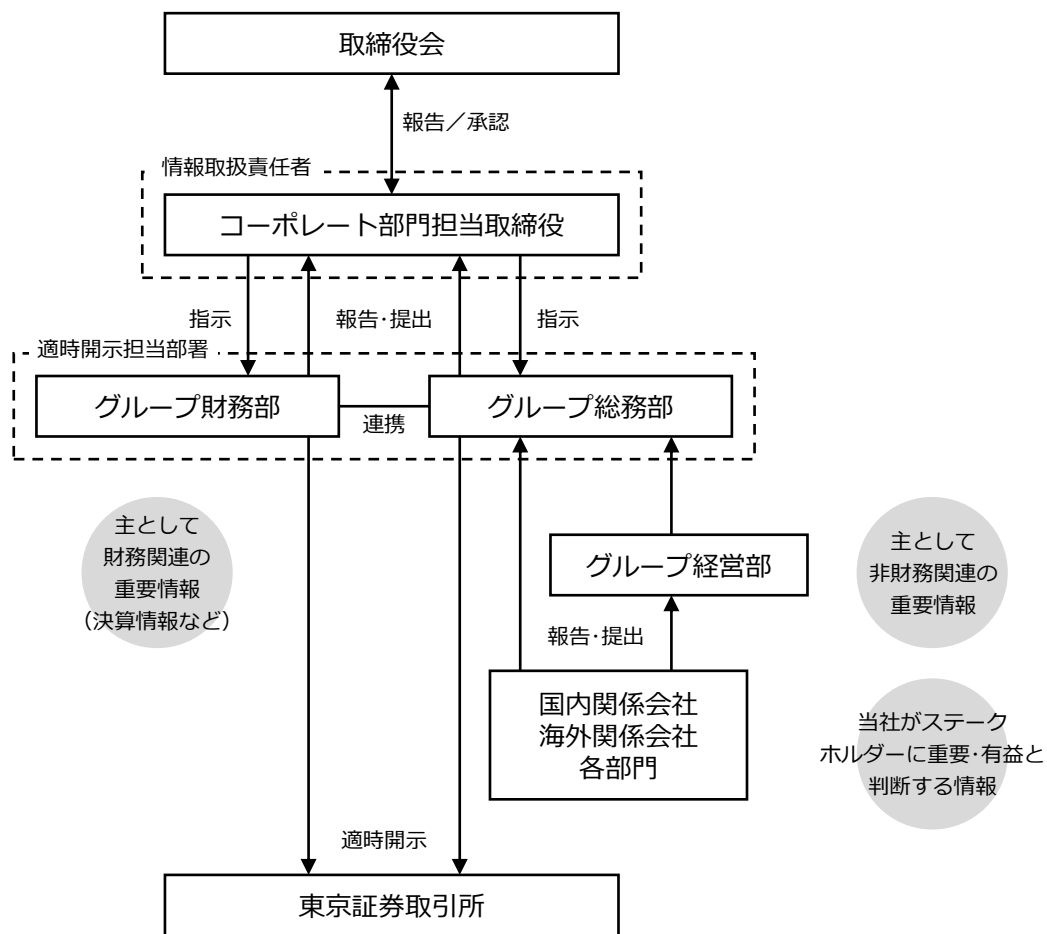 取締役会
報告／承認
情報取扱責任者
コーポレート部門担当取締役
指示
報告･提出
指示
適時開示担当部署
グループ財務部
連携
グループ総務部
主として
財務関連の
重要情報
（決算情報など）
グループ経営部
主として
非財務関連の
重要情報
報告･提出
国内関係会社
海外関係会社
各部門
当社がステーク
ホルダーに重要･有益と
判断する情報
適時開示
東京証券取引所